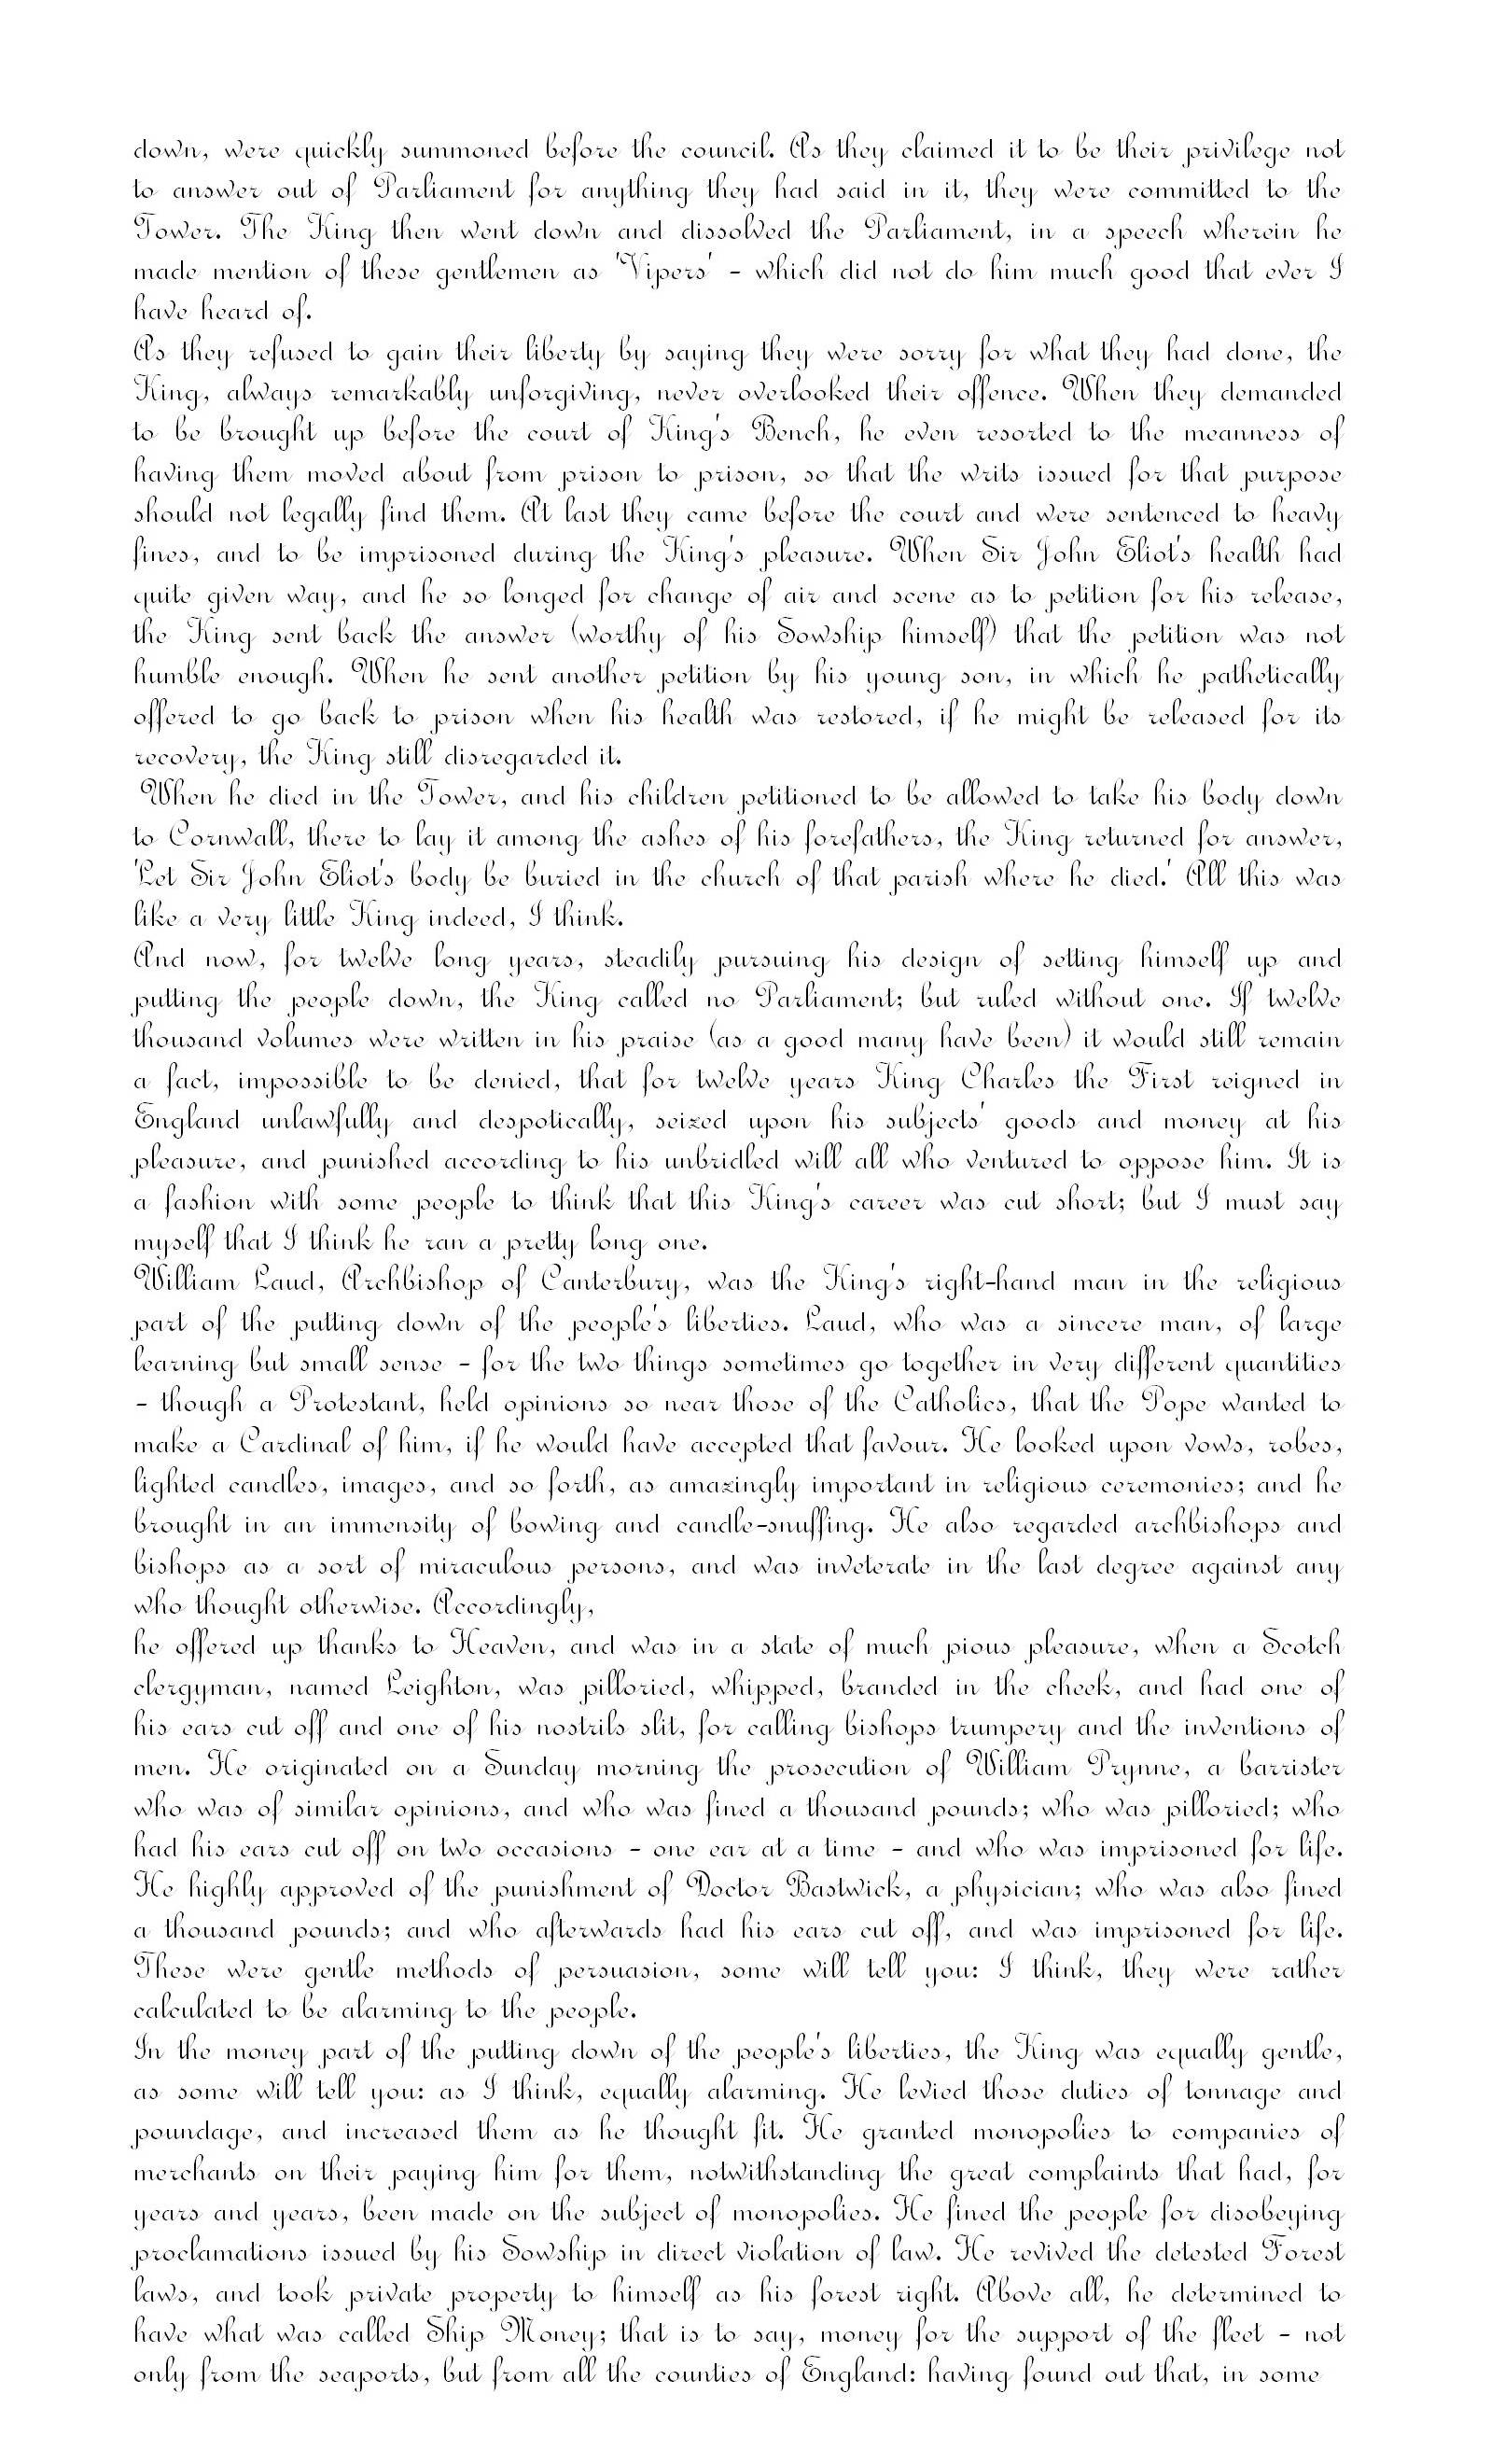 down, were quickly summoned before the council. As they claimed it to be their privilege not
to answer out of Parliament for anything they had said in it, they were committed to the
Tower. The King then went down and dissolved the Parliament, in a speech wherein he
made mention of these gentlemen as 'Vipers' - which did not do him much good that ever I
have heard of.
As they refused to gain their liberty by saying they were sorry for what they had done, the
King, always remarkably unforgiving, never overlooked their offence. When they demanded
to be brought up before the court of King's Bench, he even resorted to the meanness of
having them moved about from prison to prison, so that the writs issued for that purpose
should not legally find them. At last they came before the court and were sentenced to heavy
fines, and to be imprisoned during the King's pleasure. When Sir John Eliot's health had
quite given way, and he so longed for change of air and scene as to petition for his release,
the King sent back the answer (worthy of his Sowship himself) that the petition was not
humble enough. When he sent another petition by his young son, in which he pathetically
offered to go back to prison when his health was restored, if he might be released for its
recovery, the King still disregarded it.
When he died in the Tower, and his children petitioned to be allowed to take his body down
to Cornwall, there to lay it among the ashes of his forefathers, the King returned for answer,
'Let Sir John Eliot's body be buried in the church of that parish where he died.' All this was
like a very little King indeed, I think.
And now, for twelve long years, steadily pursuing his design of setting himself up and
putting the people down, the King called no Parliament; but ruled without one. If twelve
thousand volumes were written in his praise (as a good many have been) it would still remain
a fact, impossible to be denied, that for twelve years King Charles the First reigned in
England unlawfully and despotically, seized upon his subjects' goods and money at his
pleasure, and punished according to his unbridled will all who ventured to oppose him. It is
a fashion with some people to think that this King's career was cut short; but I must say
myself that I think he ran a pretty long one.
William Laud, Archbishop of Canterbury, was the King's right-hand man in the religious
part of the putting down of the people's liberties. Laud, who was a sincere man, of large
learning but small sense - for the two things sometimes go together in very different quantities
- though a Protestant, held opinions so near those of the Catholics, that the Pope wanted to
make a Cardinal of him, if he would have accepted that favour. He looked upon vows, robes,
lighted candles, images, and so forth, as amazingly important in religious ceremonies; and he
brought in an immensity of bowing and candle-snuffing. He also regarded archbishops and
bishops as a sort of miraculous persons, and was inveterate in the last degree against any
who thought otherwise. Accordingly,
he offered up thanks to Heaven, and was in a state of much pious pleasure, when a Scotch
clergyman, named Leighton, was pilloried, whipped, branded in the cheek, and had one of
his ears cut off and one of his nostrils slit, for calling bishops trumpery and the inventions of
men. He originated on a Sunday morning the prosecution of William Prynne, a barrister
who was of similar opinions, and who was fined a thousand pounds; who was pilloried; who
had his ears cut off on two occasions - one ear at a time - and who was imprisoned for life.
He highly approved of the punishment of Doctor Bastwick, a physician; who was also fined
a thousand pounds; and who afterwards had his ears cut off, and was imprisoned for life.
These were gentle methods of persuasion, some will tell you: I think, they were rather
calculated to be alarming to the people.
In the money part of the putting down of the people's liberties, the King was equally gentle,
as some will tell you: as I think, equally alarming. He levied those duties of tonnage and
poundage, and increased them as he thought fit. He granted monopolies to companies of
merchants on their paying him for them, notwithstanding the great complaints that had, for
years and years, been made on the subject of monopolies. He fined the people for disobeying
proclamations issued by his Sowship in direct violation of law. He revived the detested Forest
laws, and took private property to himself as his forest right. Above all, he determined to
have what was called Ship Money; that is to say, money for the support of the fleet - not
only from the seaports, but from all the counties of England: having found out that, in some